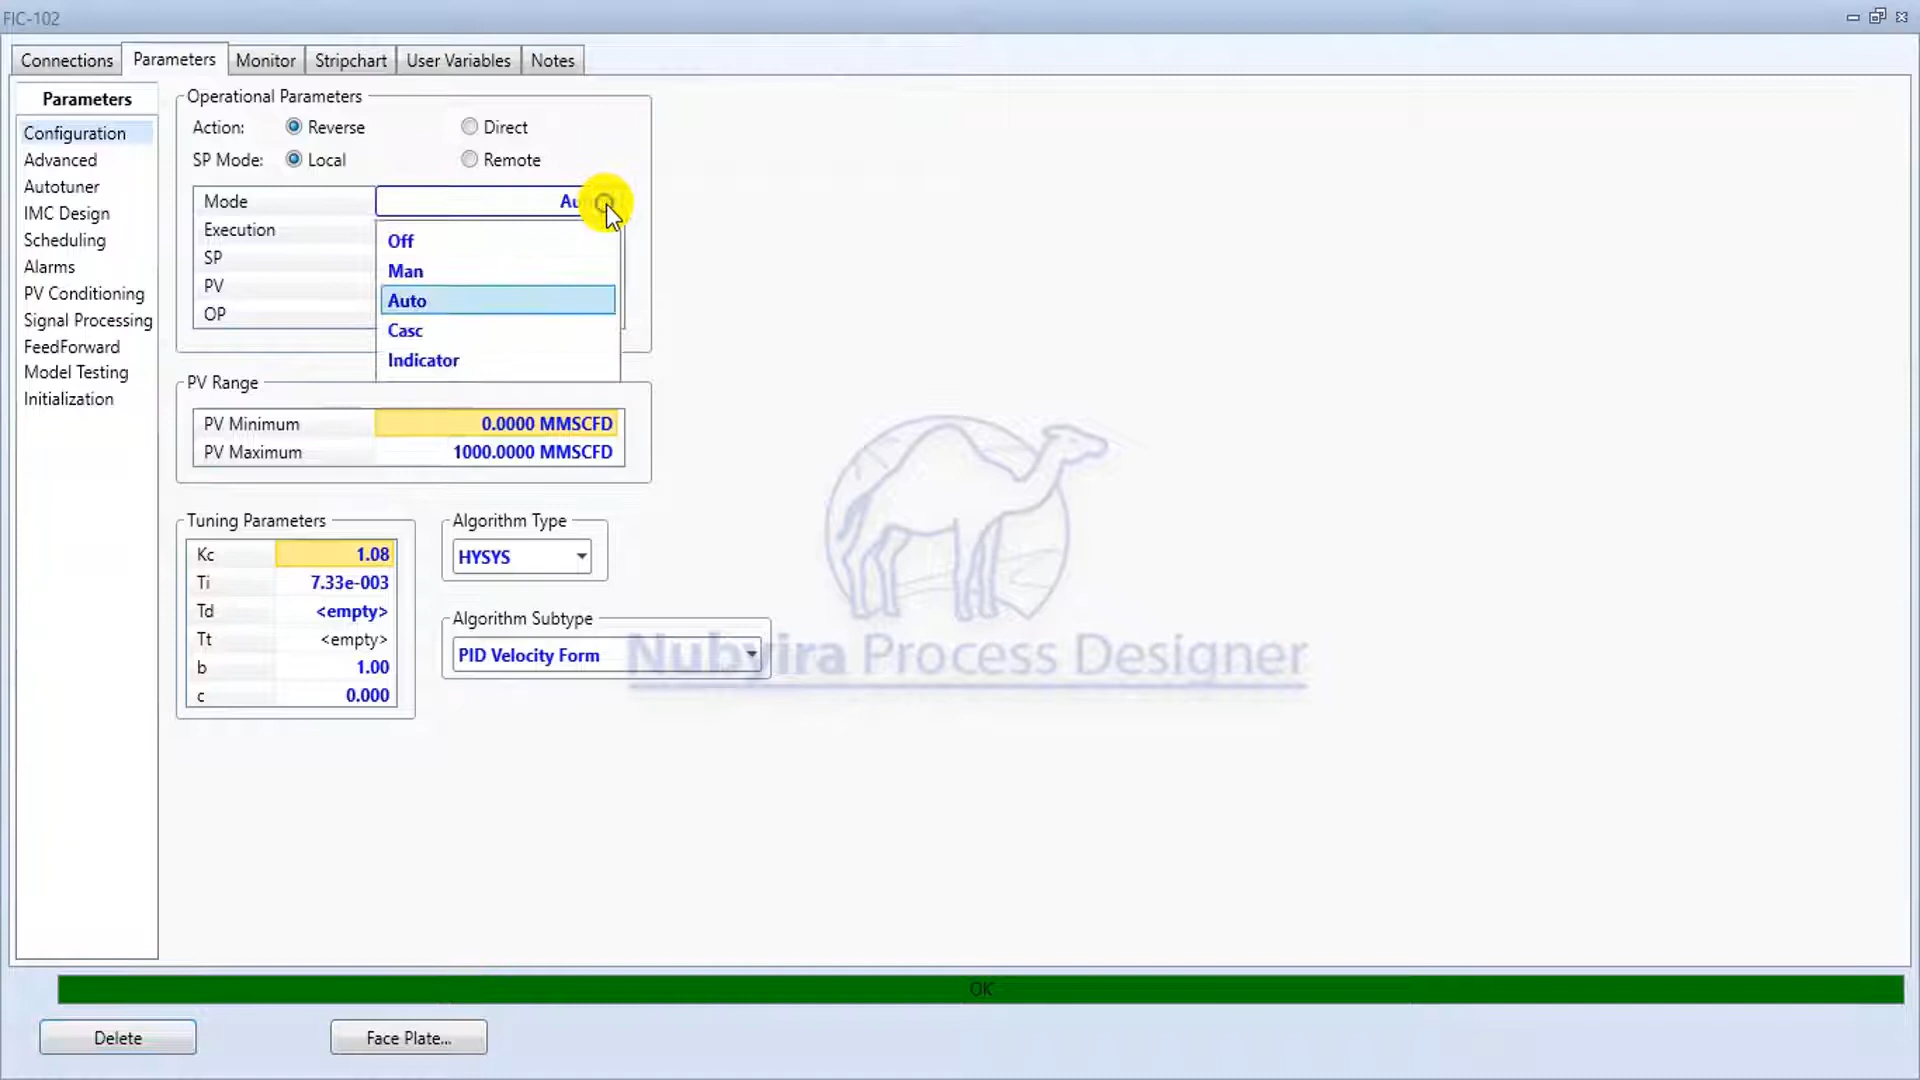 FIC-102
Connections Parameters Monitor Stripchart User Variables Notes
Parameters
Configuration
Advanced
Autotuner
IMC Design
Scheduling
Alarms
PV Conditioning
Signal Processing
FeedForward
Model Testing
Initialization
Operational Parameters
Action: Reverse Direct
SP Mode: Local Remote
Mode
Execution
SP
PV
OP
Off
Man
Auto
Casc
Indicator
PV Range
PV Minimum 0.0000 MMSCFD
PV Maximum 1000.0000 MMSCFD
Tuning Parameters
Kc 1.08
Ti 7.33e-003
Td <empty>
Tt <empty>
b 1.00
c 0.000
Algorithm Type
HYSYS
Algorithm Subtype
PID Velocity Form
Nubyira Process Designer
OK
Delete Face Plate...